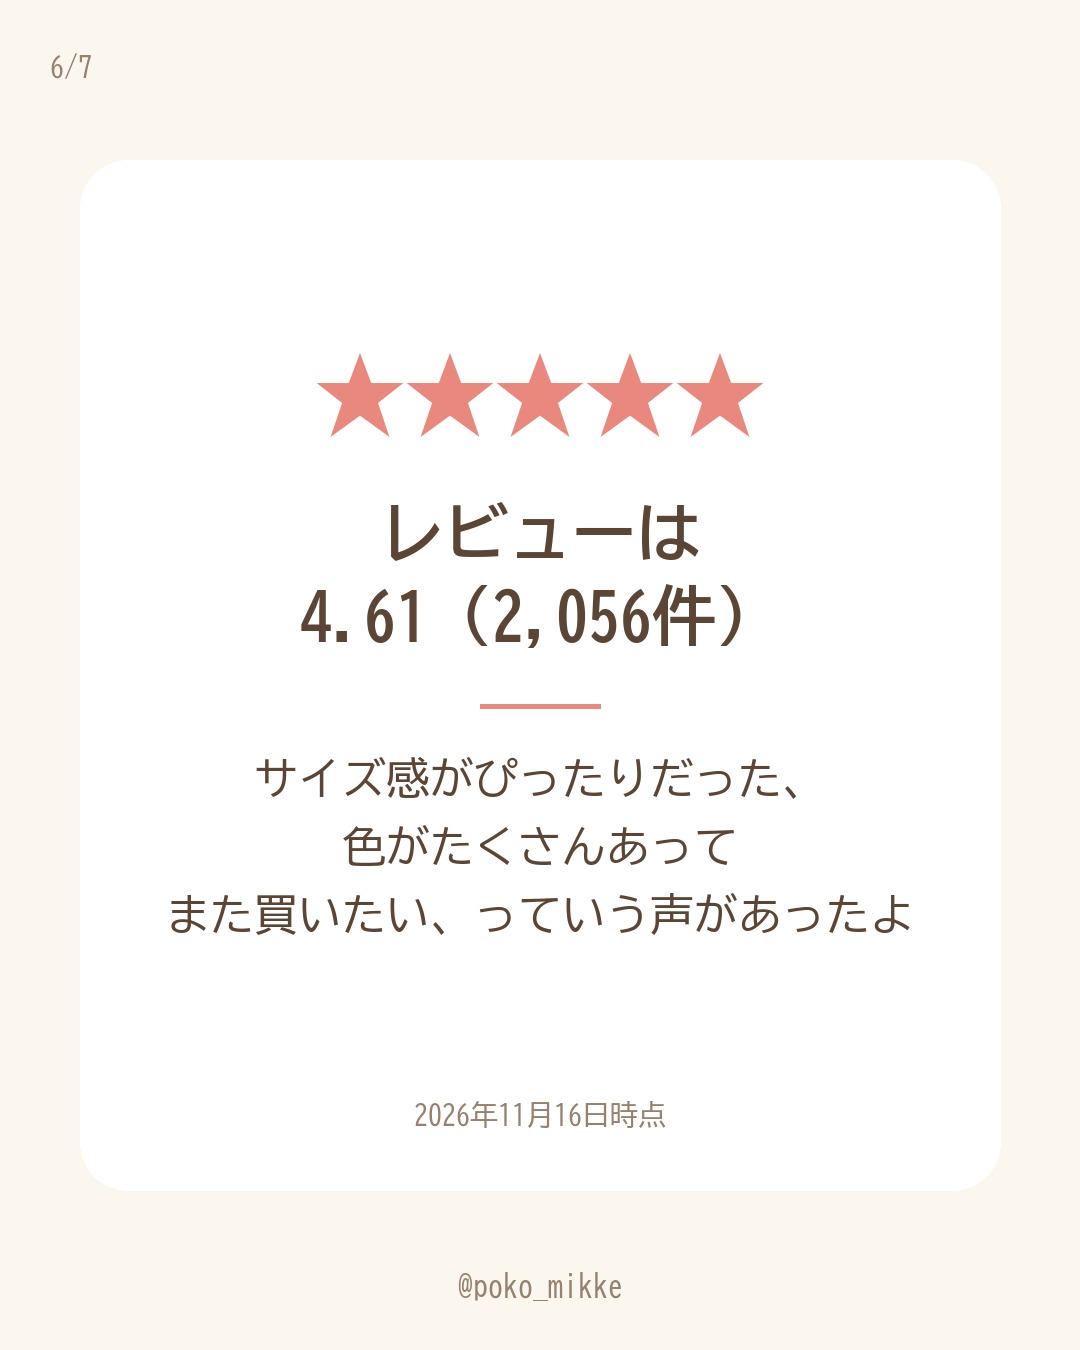 6/7
★★★★★
レビューは
4.61（2,056件）
サイズ感がぴったりだった、
色がたくさんあって
また買いたい、っていう声があったよ
2026年11月16日時点
@poko_mikke